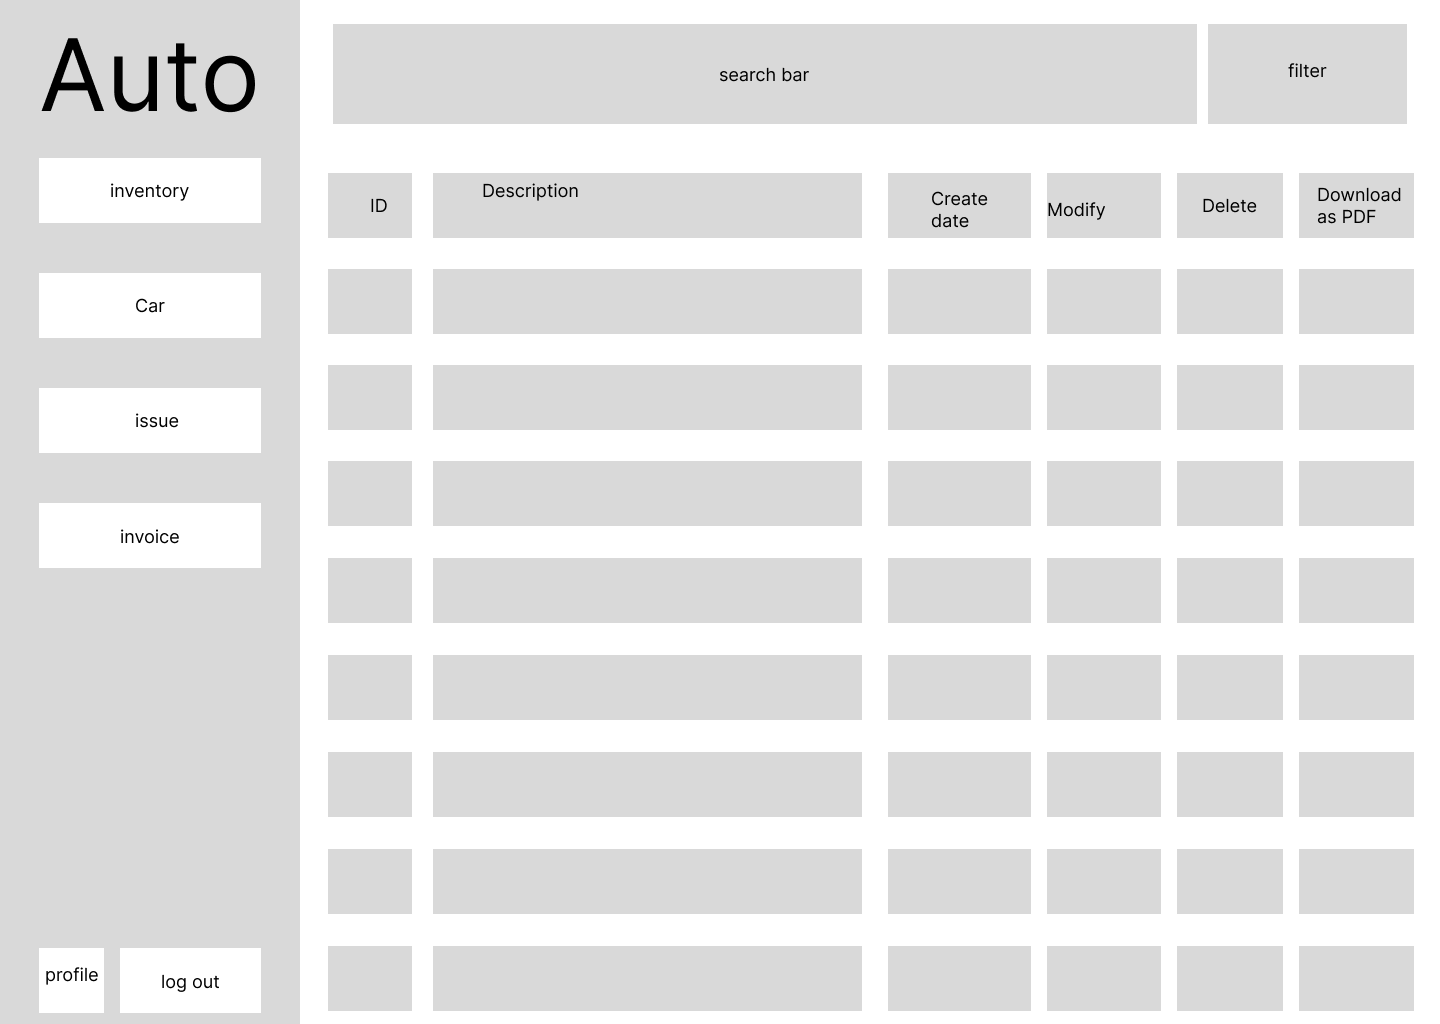 Auto
inventory
Car
issue
invoice
profile
log out
search bar
filter
ID
Description
Create
date
Modify
Delete
Download
as PDF